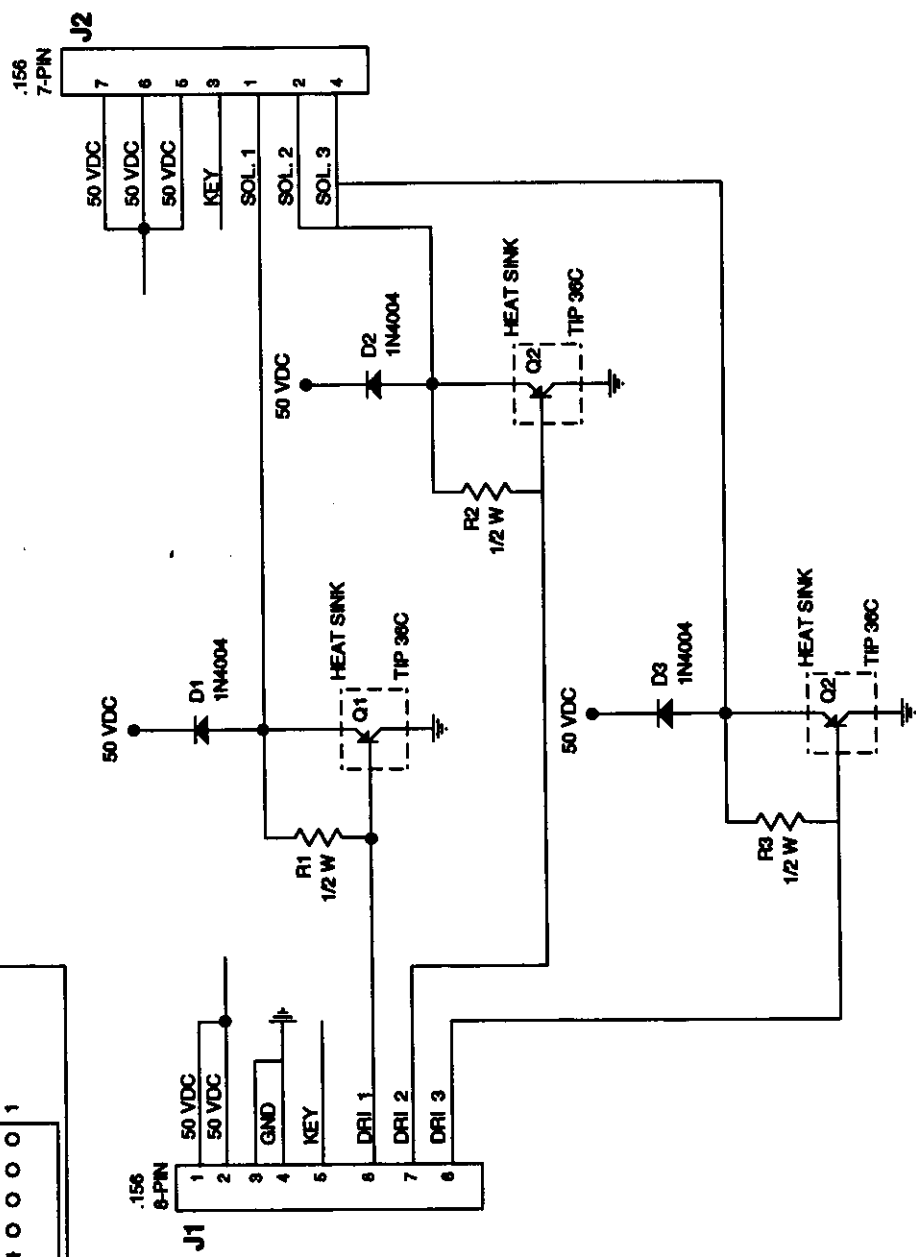 1
.156
8-PIN
J1
1
50 VDC
2
50 VDC
3
GND
4
5
KEY
6
DRI 1
7
DRI 2
8
DRI 3
50 VDC
D1
1N4004
R1
1/2 W
HEAT SINK
Q1
TIP 36C
50 VDC
D2
1N4004
R2
1/2 W
HEAT SINK
Q2
TIP 36C
50 VDC
D3
1N4004
R3
1/2 W
HEAT SINK
Q2
TIP 36C
.156
7-PIN
J2
50 VDC
7
50 VDC
6
50 VDC
5
KEY
3
SOL. 1
1
SOL. 2
2
SOL. 3
4